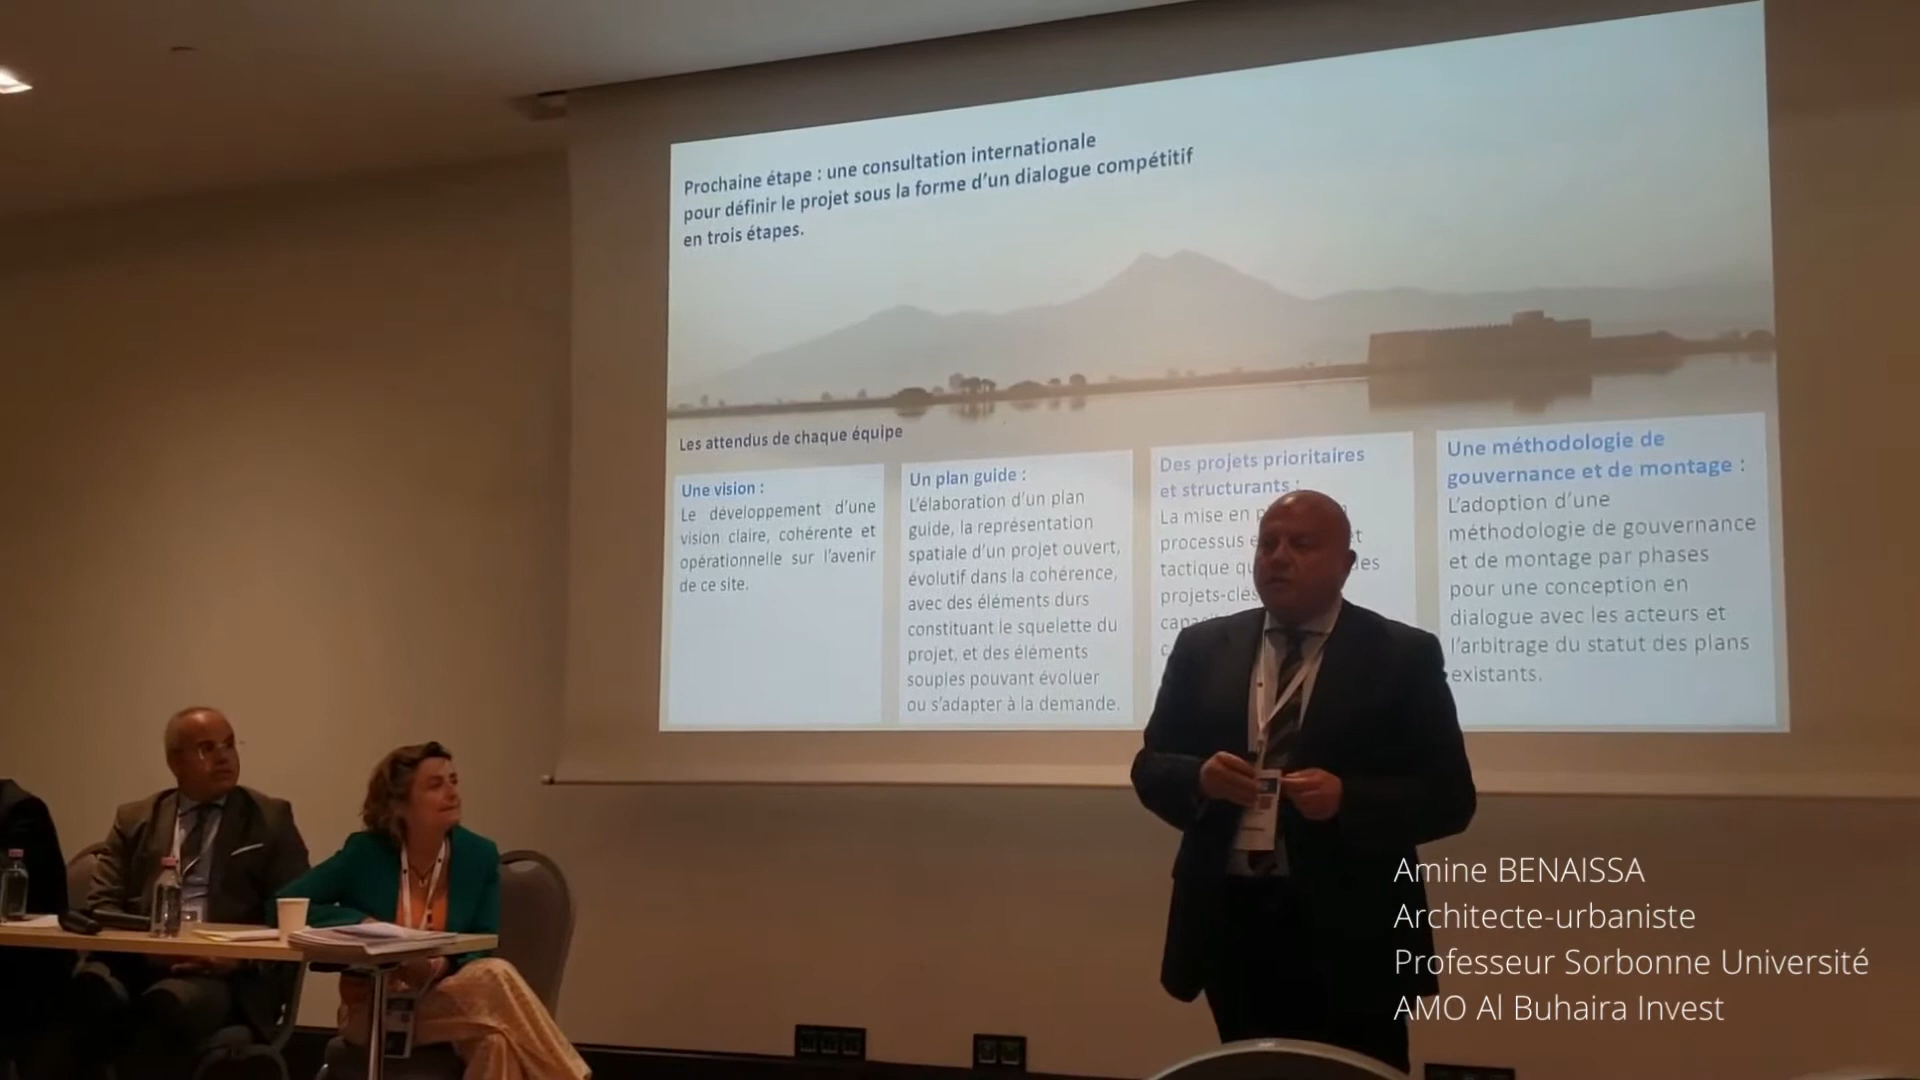 Prochaine étape : une consultation internationale
pour définir le projet sous la forme d'un dialogue compétitif
en trois étapes.
Les attendus de chaque équipe
Une vision :
Le développement d'une
vision claire, cohérente et
opérationnelle sur l'avenir
de ce site.
Un plan guide :
L'élaboration d'un plan
guide, la représentation
spatiale d'un projet ouvert,
évolutif dans la cohérence,
avec des éléments durs
constituant le squelette du
projet, et des éléments
souples pouvant évoluer
ou s'adapter à la demande.
Des projets prioritaires
et structurants :
La mise en
processus
tactique
projets-clés
Une méthodologie de
gouvernance et de montage :
L'adoption d'une
méthodologie de gouvernance
et de montage par phases
pour une conception en
dialogue avec les acteurs et
l'arbitrage du statut des plans
existants.
Amine BENAISSA
Architecte-urbaniste
Professeur Sorbonne Université
AMO Al Buhaira Invest